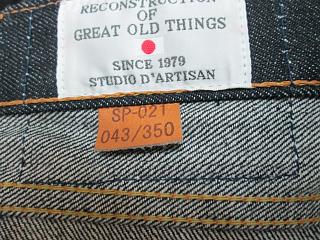 RECONSTRUCTION
OF
GREAT OLD THINGS
SINCE 1979
STUDIO D'ARTISAN
SP-021
043/350